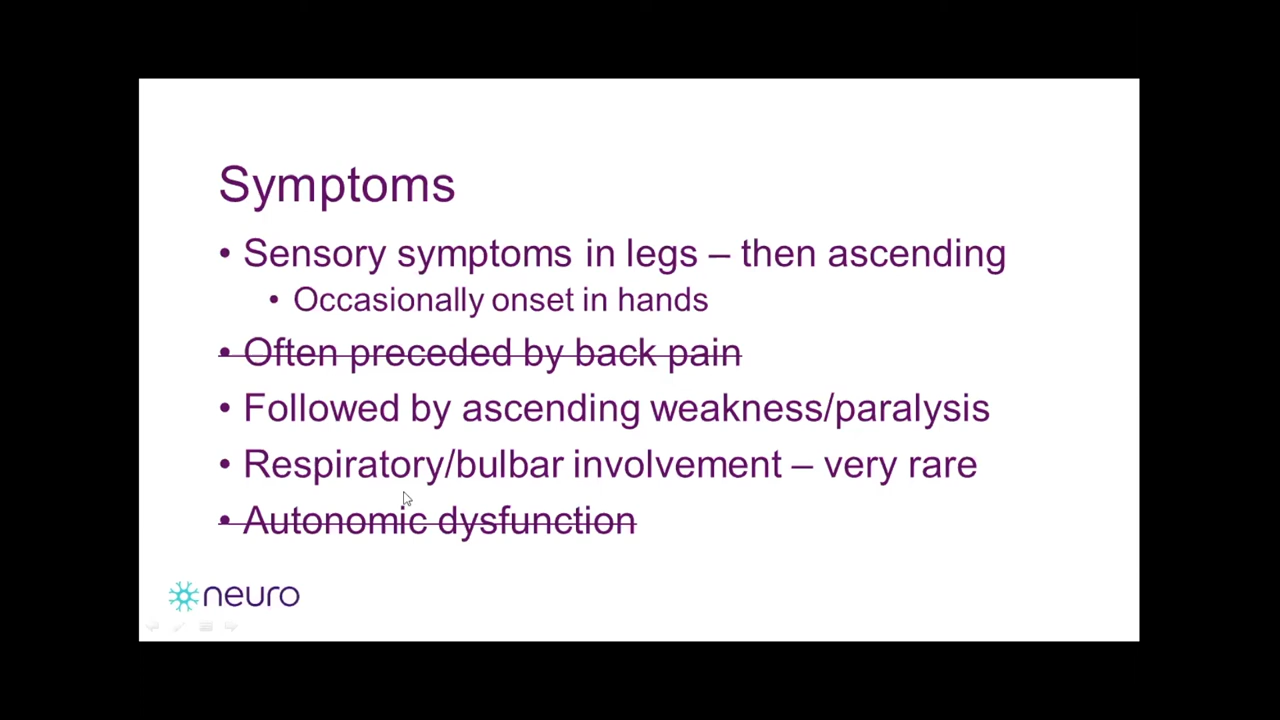 Symptoms
• Sensory symptoms in legs – then ascending
• Occasionally onset in hands
• Often preceded by back pain
• Followed by ascending weakness/paralysis
• Respiratory/bulbar involvement – very rare
• Autonomic dysfunction
neuro